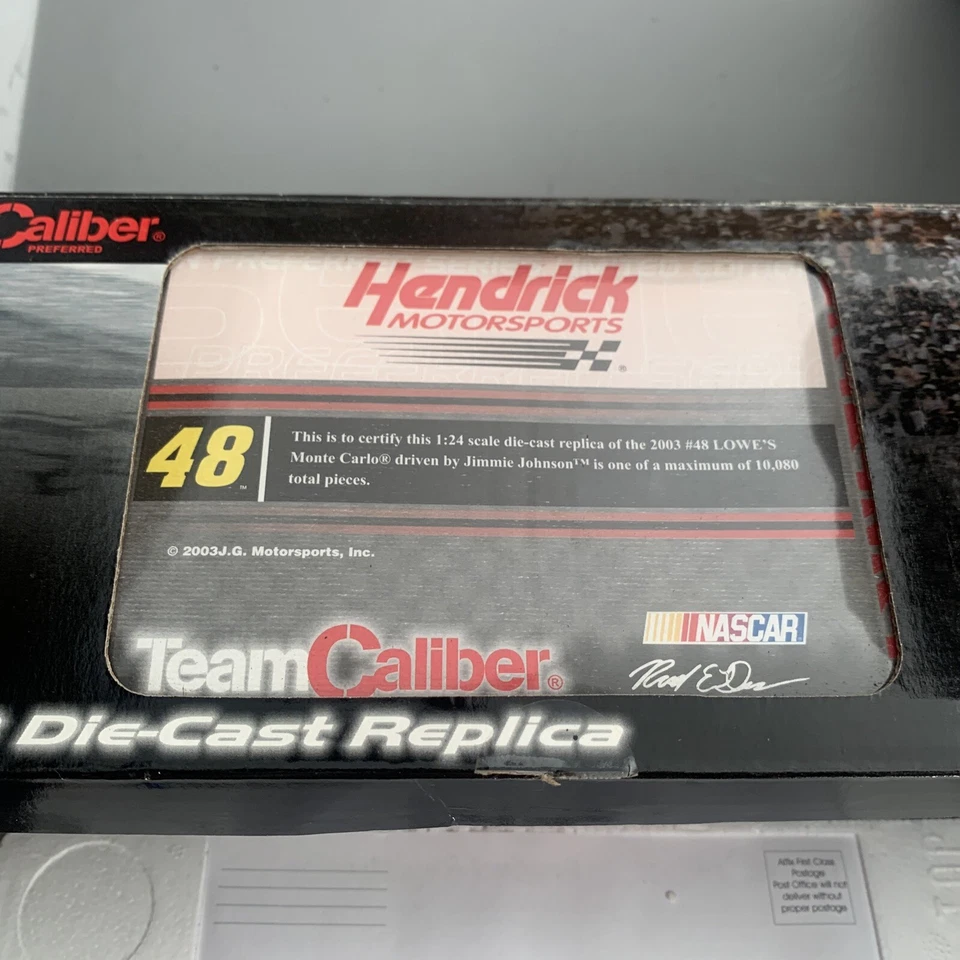 Caliber®
PREFERRED
Hendrick
MOTORSPORTS
®
48
™
This is to certify this 1:24 scale die-cast replica of the 2003 #48 LOWE'S
Monte Carlo® driven by Jimmie Johnson™ is one of a maximum of 10,080
total pieces.
© 2003J.G. Motorsports, Inc.
NASCAR
TeamCaliber®
Die-Cast Replica
Affix First Class
Postage
Post Office will not
deliver without
proper postage